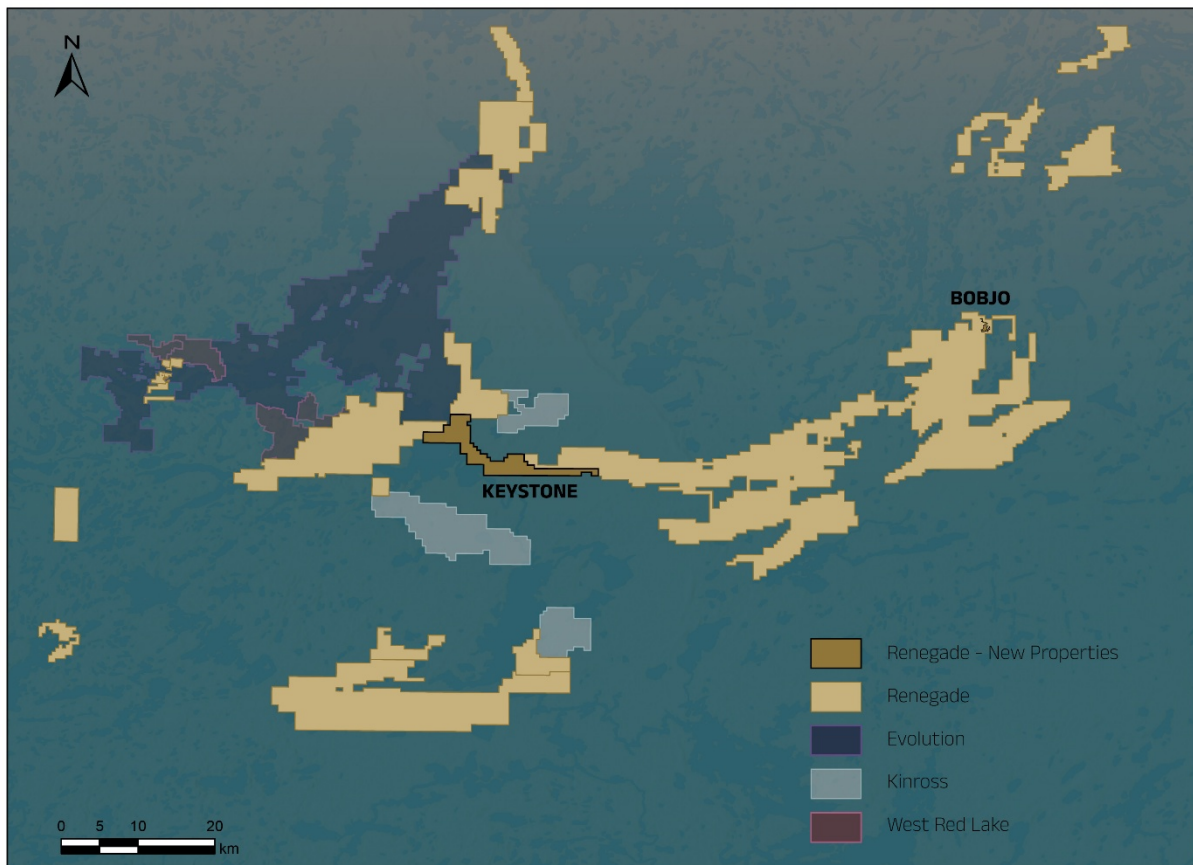 N
BOBJO
KEYSTONE
Renegade - New Properties
Renegade
Evolution
Kinross
West Red Lake
0 5 10 20
km